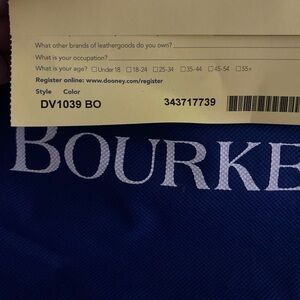 What other brands of leathergoods do you own?
What is your occupation?
What is your age? ☐ Under 18 ☐ 18-24 ☐ 25-34 ☐ 35-44 ☐ 45-54 ☐ 55+
Register online: www.dooney.com/register
Style Color
DV1039 BO 343717739
BOURKE